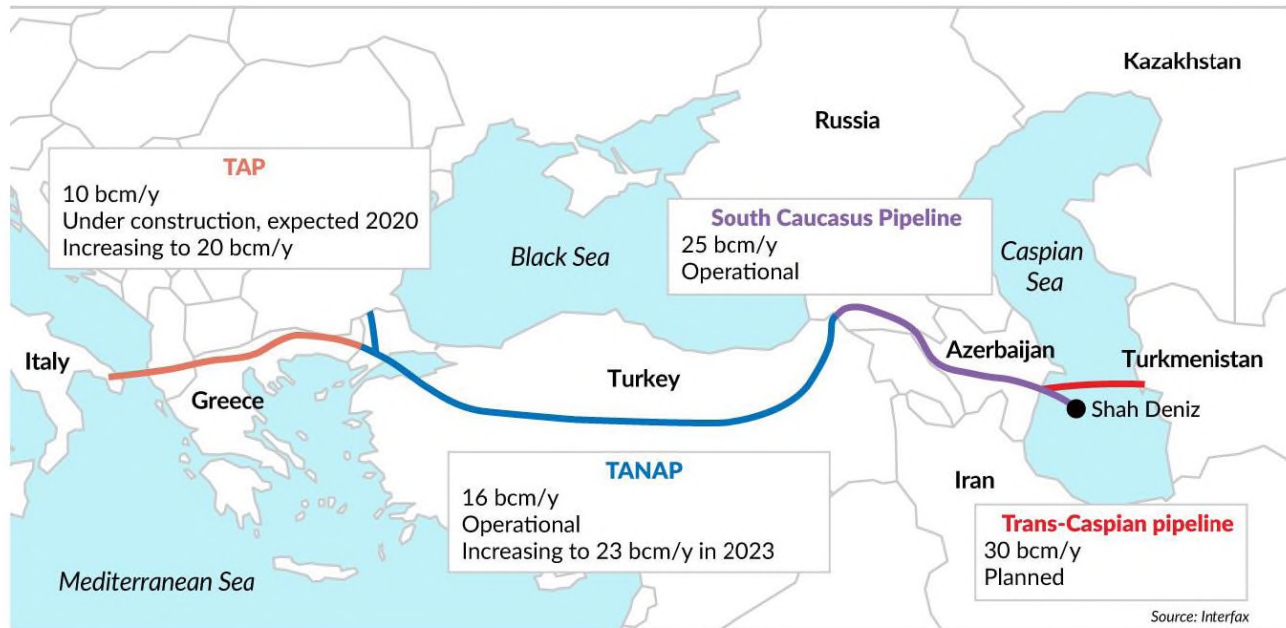 Kazakhstan
Russia
TAP
10 bcm/y
Under construction, expected 2020
Increasing to 20 bcm/y
South Caucasus Pipeline
25 bcm/y
Operational
Black Sea
Caspian
Sea
Italy
Greece
Turkey
Azerbaijan
Turkmenistan
Shah Deniz
TANAP
16 bcm/y
Operational
Increasing to 23 bcm/y in 2023
Iran
Trans-Caspian pipeline
30 bcm/y
Planned
Mediterranean Sea
Source: Interfax